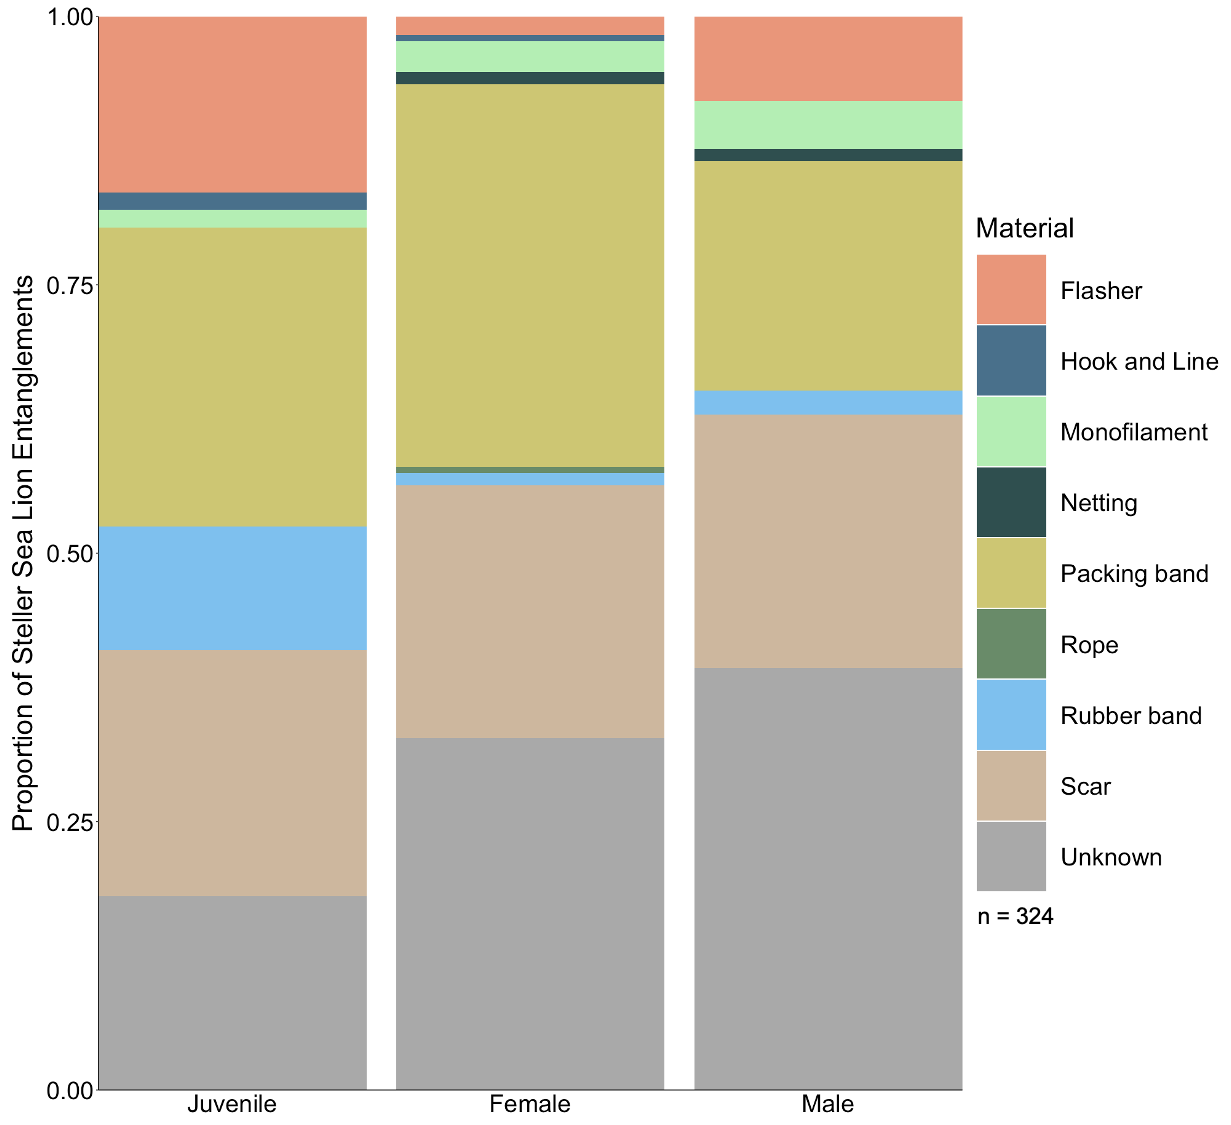 Proportion of Steller Sea Lion Entanglements
1.00
0.75
0.50
0.25
0.00
Juvenile
Female
Male
Material
Flasher
Hook and Line
Monofilament
Netting
Packing band
Rope
Rubber band
Scar
Unknown
n = 324